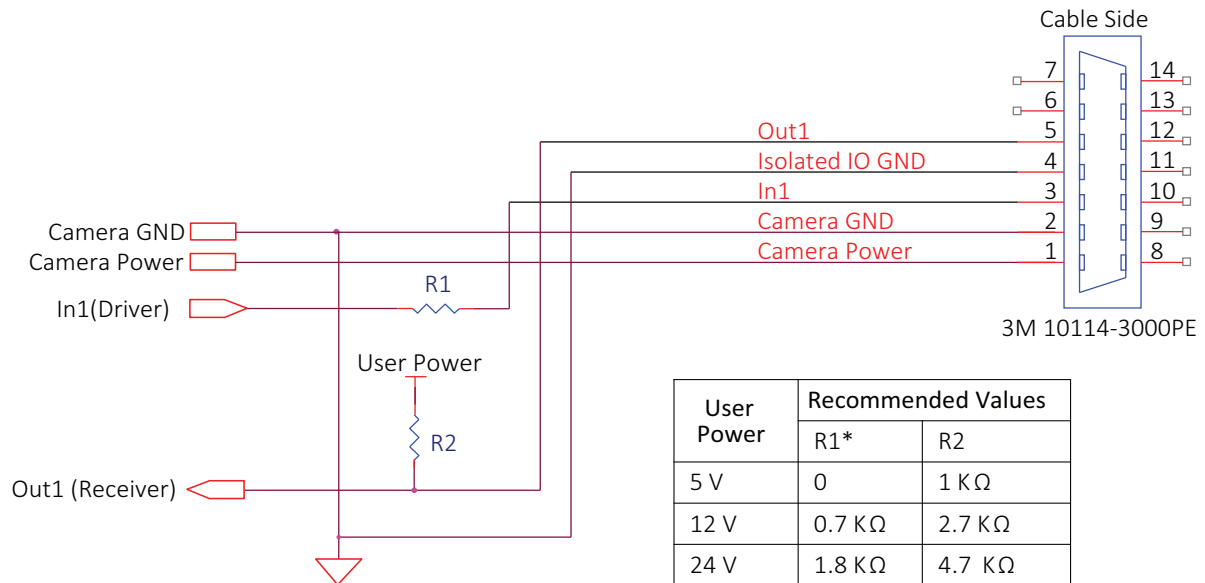 Cable Side
7 14
6 13
Out1 5 12
Isolated IO GND 4 11
In1 3 10
Camera GND Camera GND 2 9
Camera Power Camera Power 1 8
In1(Driver) R1
3M 10114-3000PE
User Power
R2
Out1 (Receiver)
User Power Recommended Values
R1* R2
5 V 0 1 KΩ
12 V 0.7 KΩ 2.7 KΩ
24 V 1.8 KΩ 4.7 KΩ